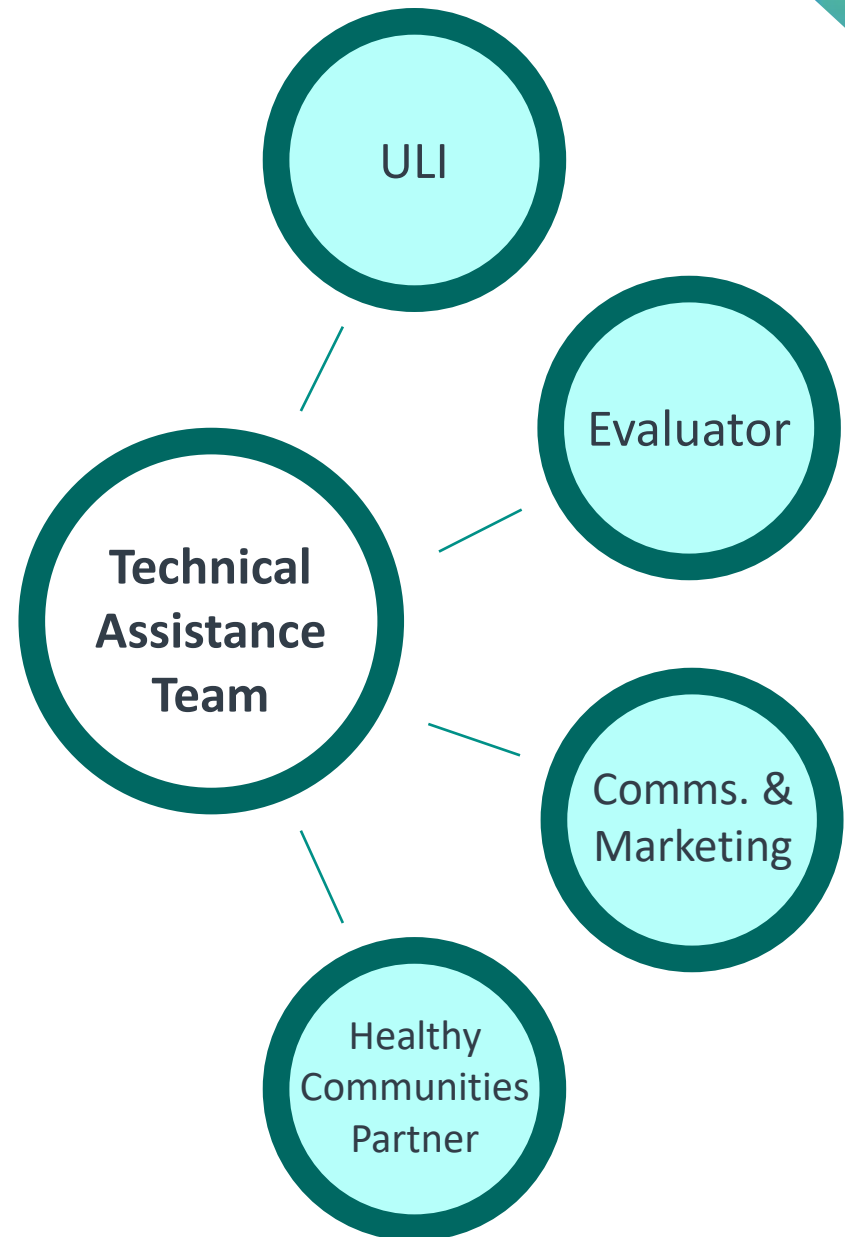 ULI
Evaluator
Technical
Assistance
Team
Comms. &
Marketing
Healthy
Communities
Partner